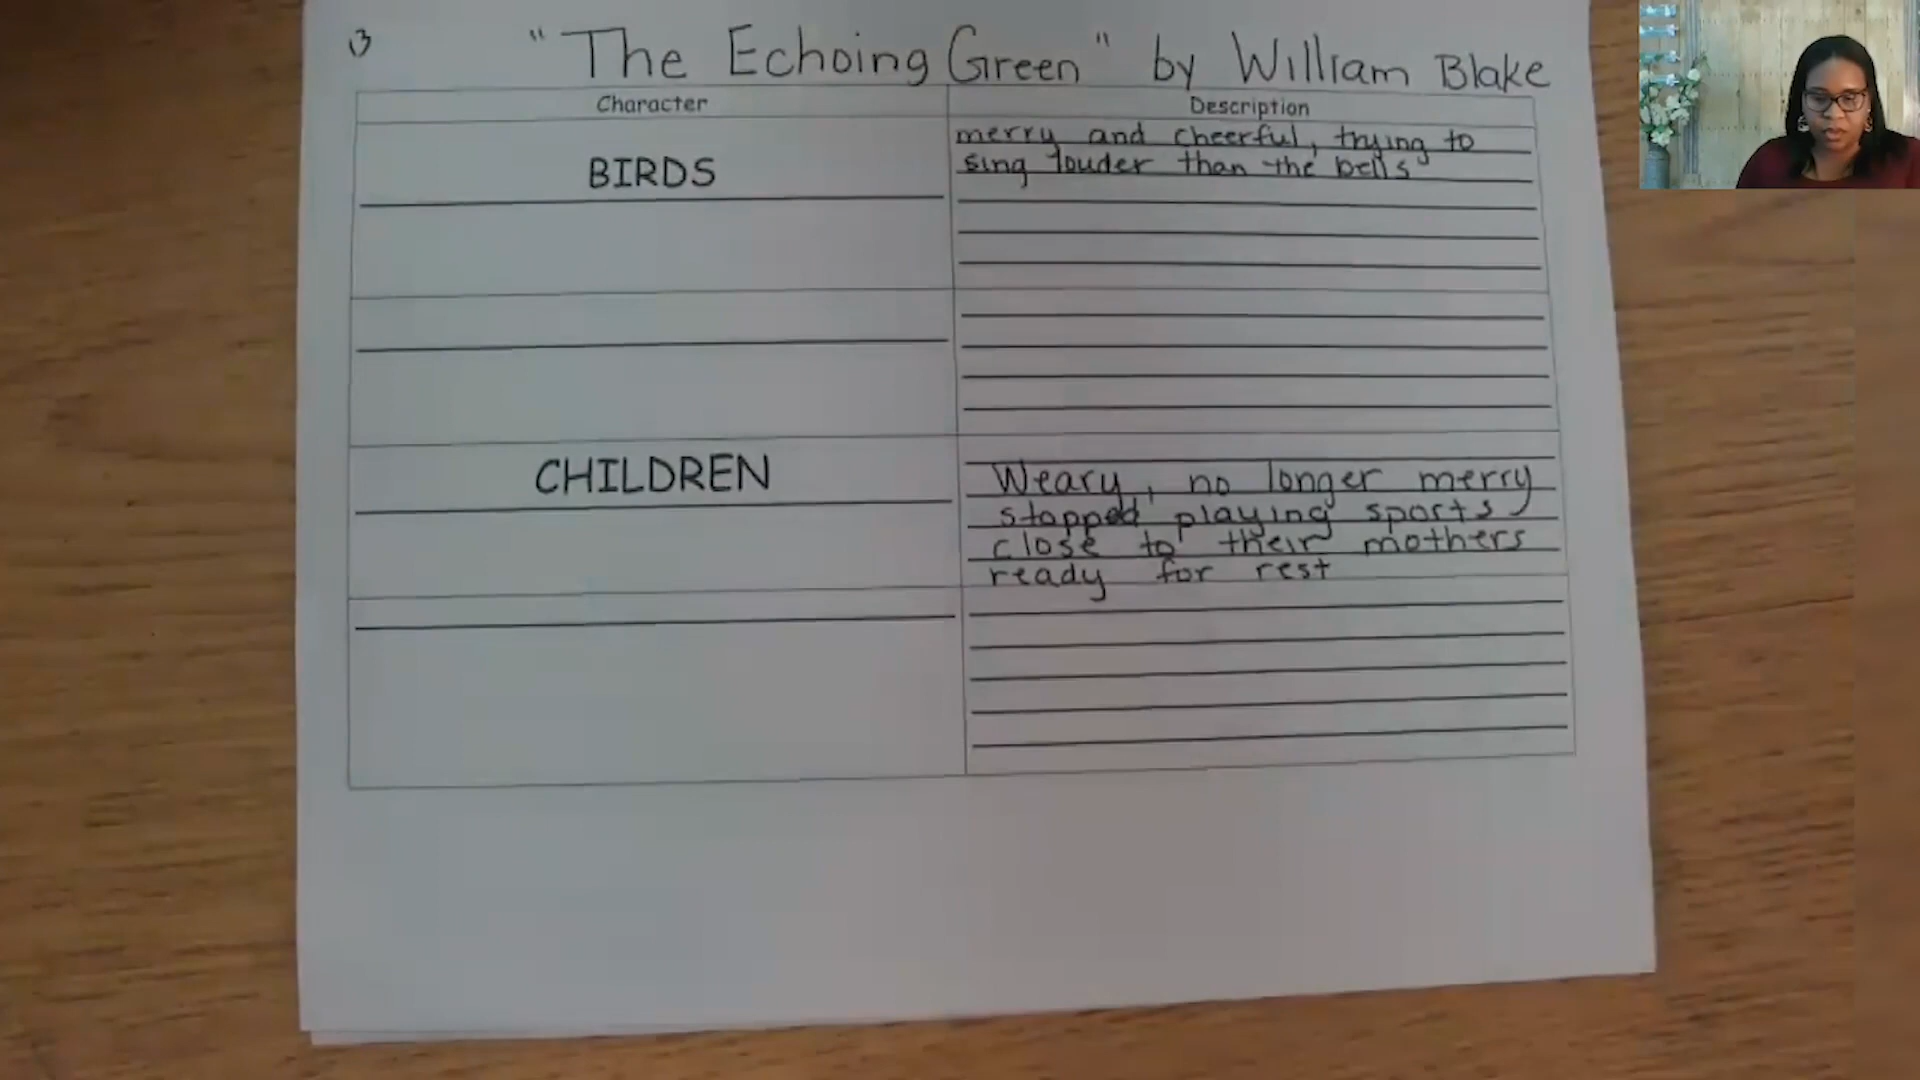 13
"The Echoing Green" by William Blake
Character
Description
BIRDS
merry and cheerful, trying to
sing louder than the bells
CHILDREN
Weary, no longer merry
stopped playing sports
close to their mothers
ready for rest